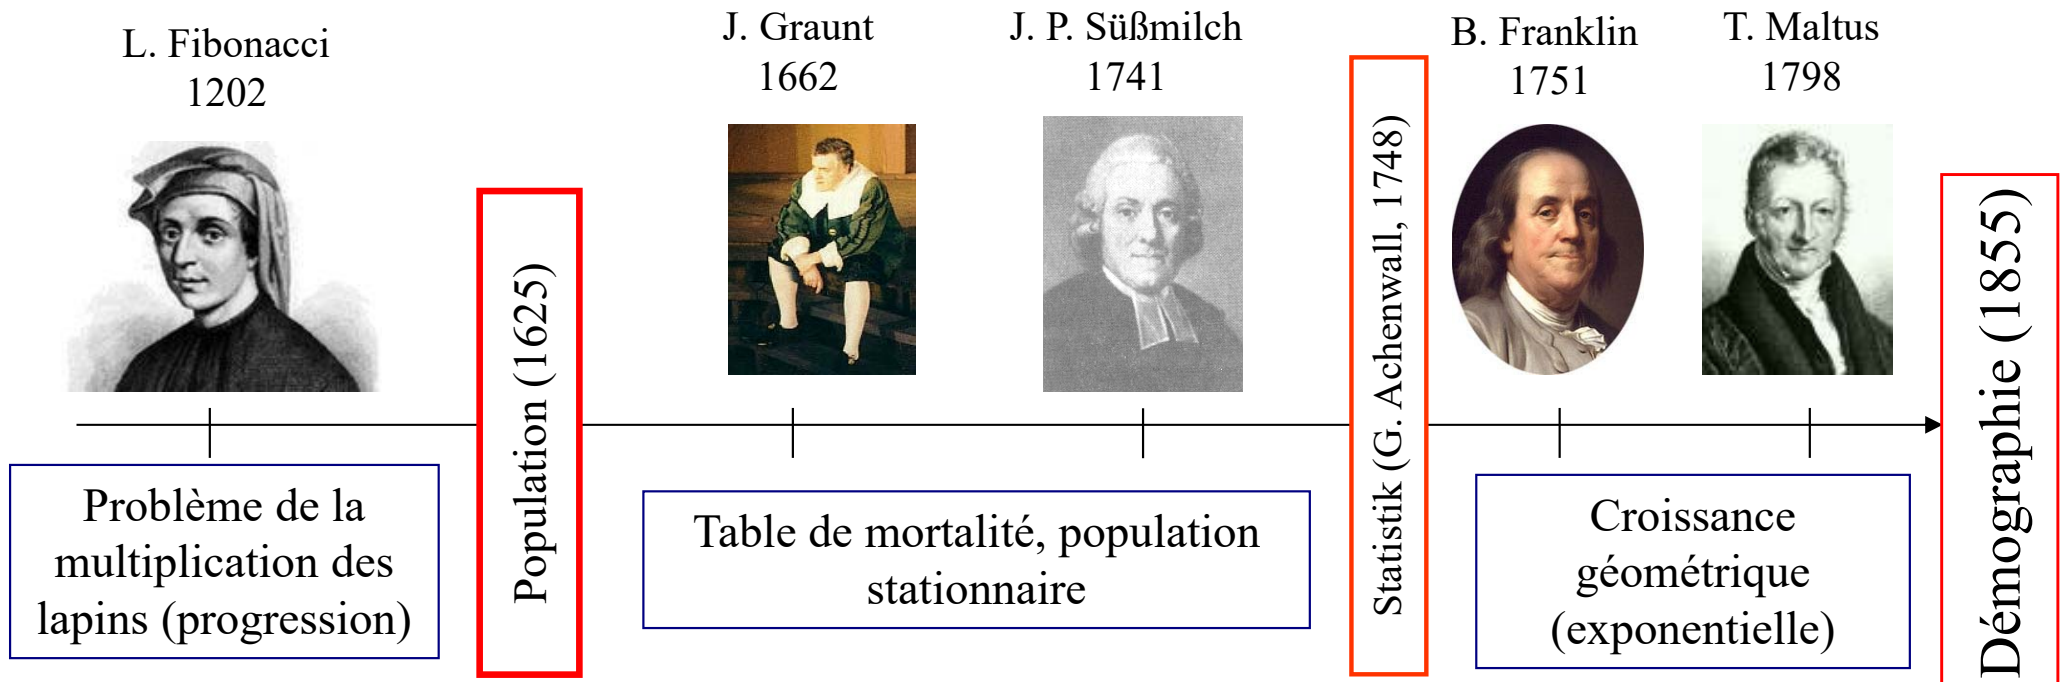 L. Fibonacci
1202
J. Graunt
1662
J. P. Süßmilch
1741
B. Franklin
1751
T. Maltus
1798
Population (1625)
Statistik (G. Achenwall, 1748)
Démographie (1855)
Problème de la
multiplication des
lapins (progression)
Table de mortalité, population
stationnaire
Croissance
géométrique
(exponentielle)